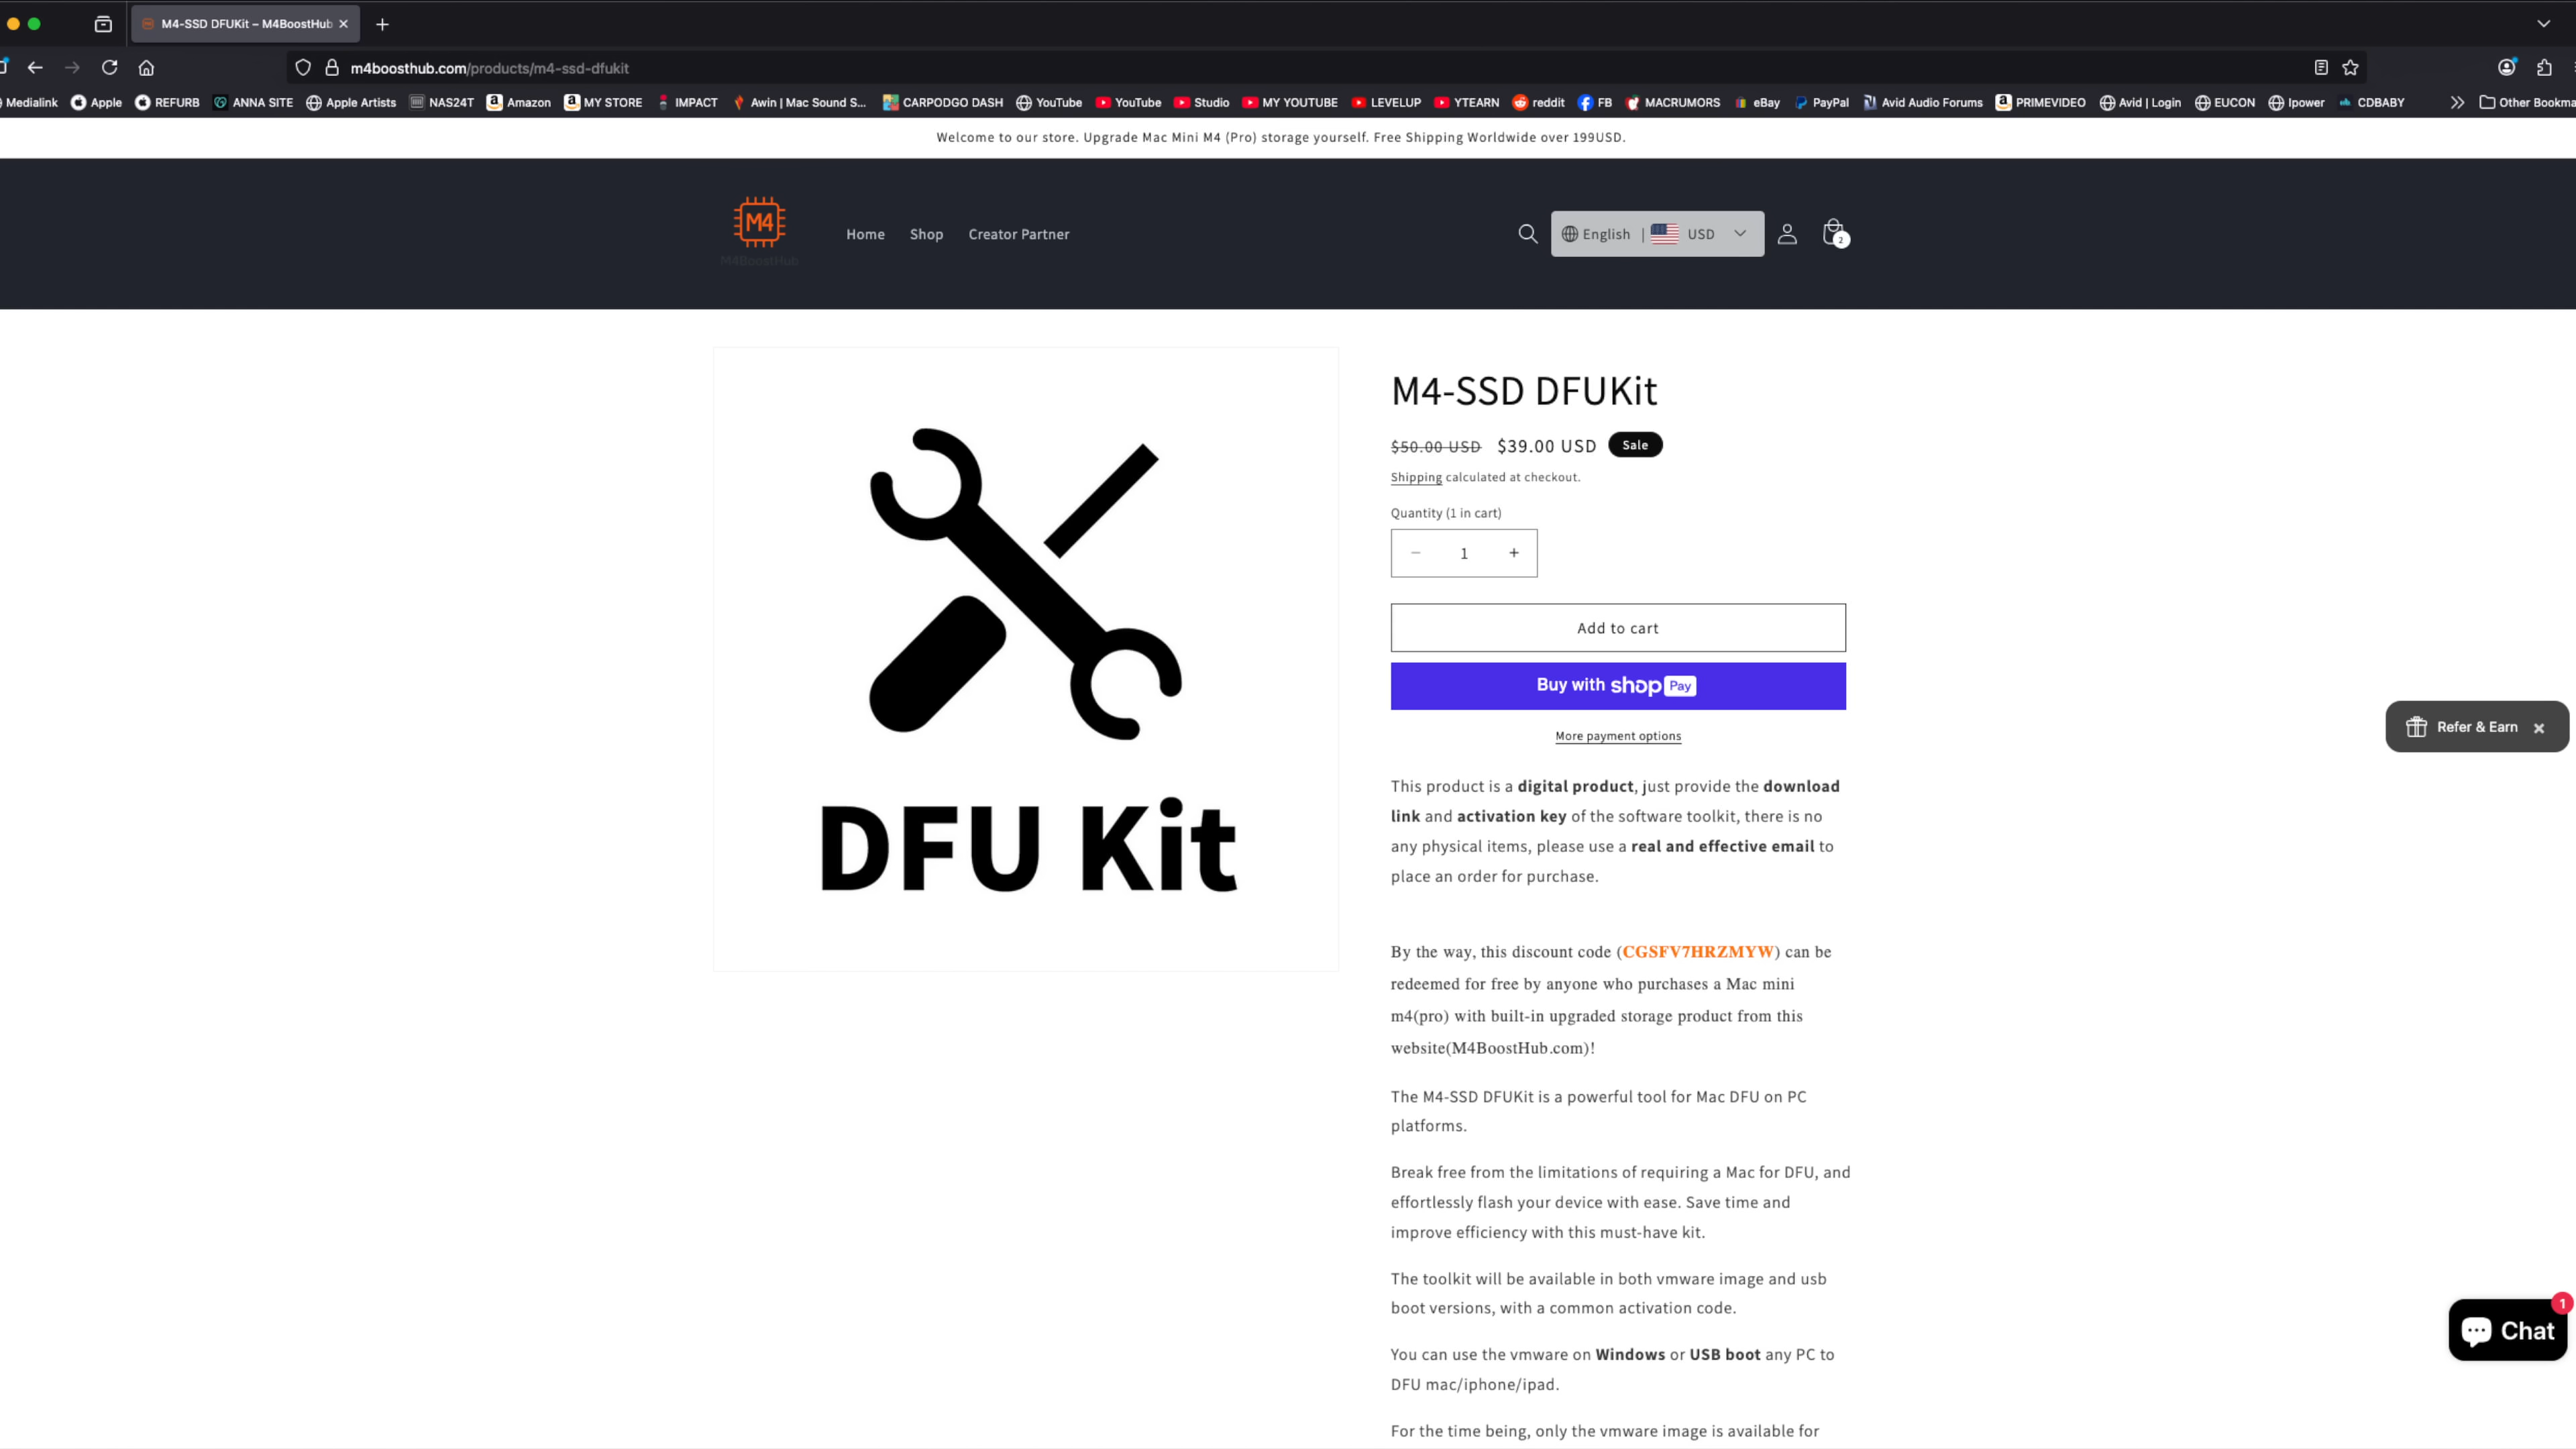 M4-SSD DFUKit – M4BoostHub
m4boosthub.com/products/m4-ssd-dfukit
Medialink Apple REFURB ANNA SITE Apple Artists NAS24T Amazon MY STORE IMPACT Awin | Mac Sound S... CARPODGO DASH YouTube YouTube Studio MY YOUTUBE LEVELUP YTEARN reddit FB MACRUMORS eBay PayPal Avid Audio Forums PRIMEVIDEO Avid | Login EUCON Ipower CDBABY Other Bookma
Welcome to our store. Upgrade Mac Mini M4 (Pro) storage yourself. Free Shipping Worldwide over 199USD.
M4
M4BoostHub
Home Shop Creator Partner
English | USD
2
M4-SSD DFUKit
$50.00 USD $39.00 USD Sale
Shipping calculated at checkout.
Quantity (1 in cart)
− 1 +
Add to cart
Buy with shop Pay
More payment options
DFU Kit
Refer & Earn ×
This product is a digital product, just provide the download
link and activation key of the software toolkit, there is no
any physical items, please use a real and effective email to
place an order for purchase.
By the way, this discount code (CGSFV7HRZMYW) can be
redeemed for free by anyone who purchases a Mac mini
m4(pro) with built-in upgraded storage product from this
website(M4BoostHub.com)!
The M4-SSD DFUKit is a powerful tool for Mac DFU on PC
platforms.
Break free from the limitations of requiring a Mac for DFU, and
effortlessly flash your device with ease. Save time and
improve efficiency with this must-have kit.
The toolkit will be available in both vmware image and usb
boot versions, with a common activation code.
You can use the vmware on Windows or USB boot any PC to
DFU mac/iphone/ipad.
For the time being, only the vmware image is available for
1
Chat